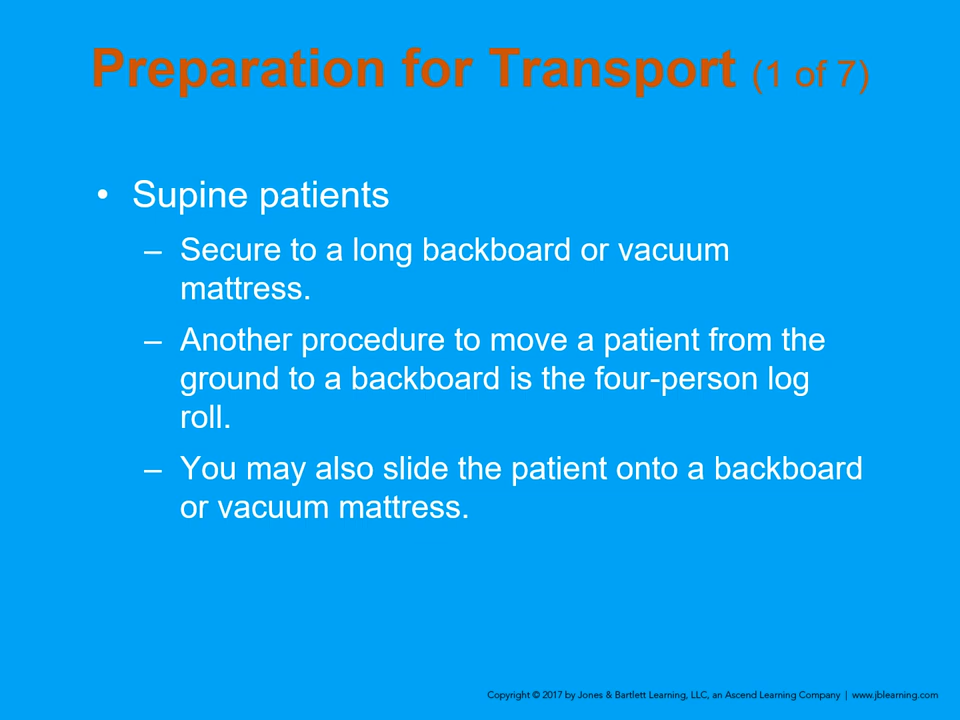 Preparation for Transport (1 of 7)
• Supine patients
– Secure to a long backboard or vacuum
mattress.
– Another procedure to move a patient from the
ground to a backboard is the four-person log
roll.
– You may also slide the patient onto a backboard
or vacuum mattress.
Copyright © 2017 by Jones & Bartlett Learning, LLC, an Ascend Learning Company | www.jblearning.com